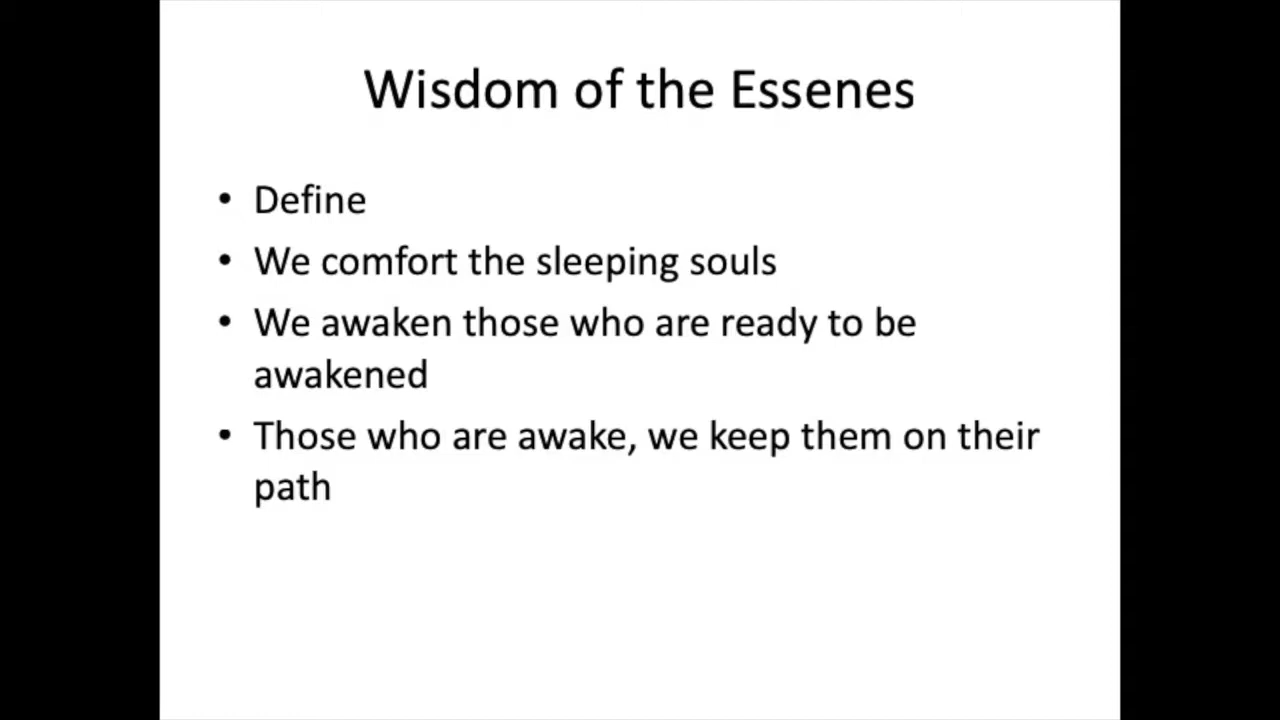 Wisdom of the Essenes
• Define
• We comfort the sleeping souls
• We awaken those who are ready to be
awakened
• Those who are awake, we keep them on their
path